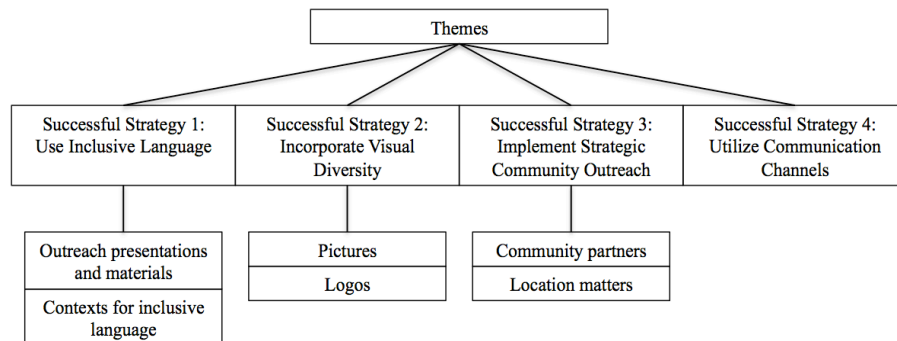 Themes
Successful Strategy 1:
Use Inclusive Language
Successful Strategy 2:
Incorporate Visual
Diversity
Successful Strategy 3:
Implement Strategic
Community Outreach
Successful Strategy 4:
Utilize Communication
Channels
Outreach presentations
and materials
Contexts for inclusive
language
Pictures
Logos
Community partners
Location matters